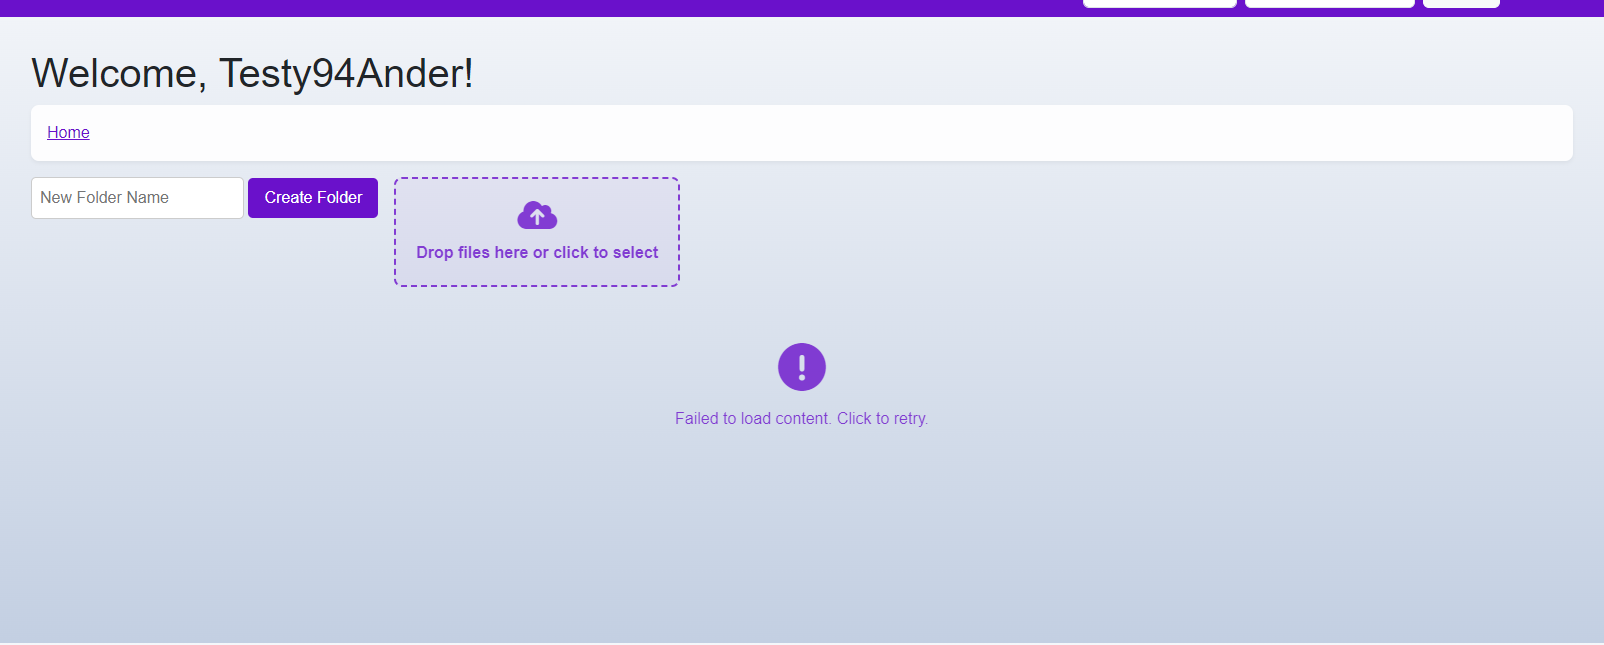 Welcome, Testy94Ander!
Home
New Folder Name
Create Folder
Drop files here or click to select
Failed to load content. Click to retry.